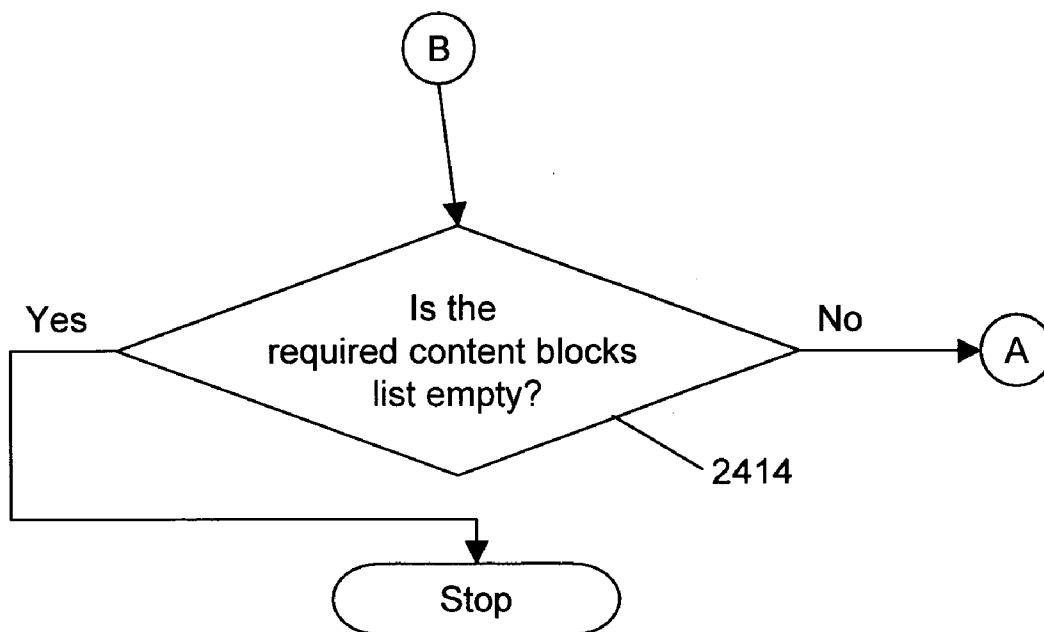 B
Yes
Is the
required content blocks
list empty?
No
A
2414
Stop